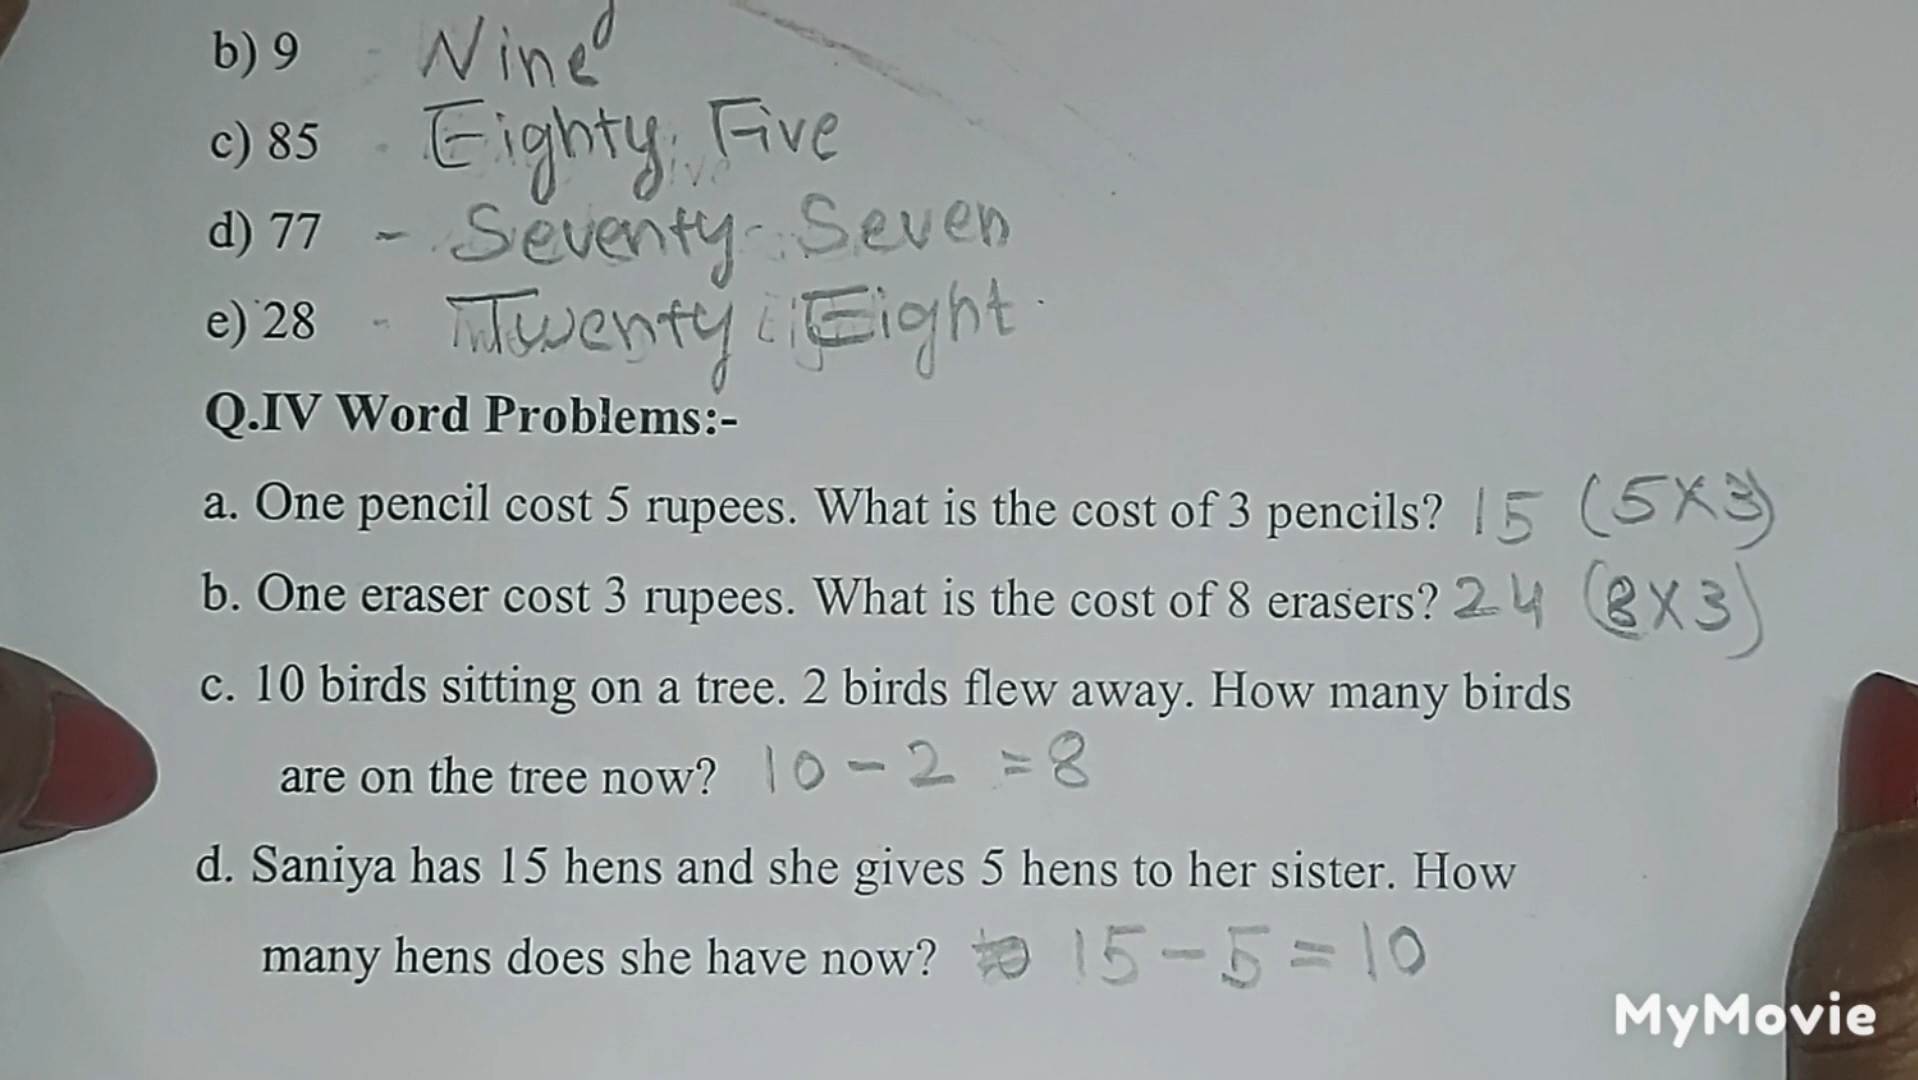 b) 9 - Nine
c) 85 - Eighty Five
d) 77 - Seventy-Seven
e) 28 - Twenty Eight
Q.IV Word Problems:-
a. One pencil cost 5 rupees. What is the cost of 3 pencils? 15 (5X3)
b. One eraser cost 3 rupees. What is the cost of 8 erasers? 24 (8X3)
c. 10 birds sitting on a tree. 2 birds flew away. How many birds
are on the tree now? 10 - 2 = 8
d. Saniya has 15 hens and she gives 5 hens to her sister. How
many hens does she have now? 15 - 5 = 10
MyMovie